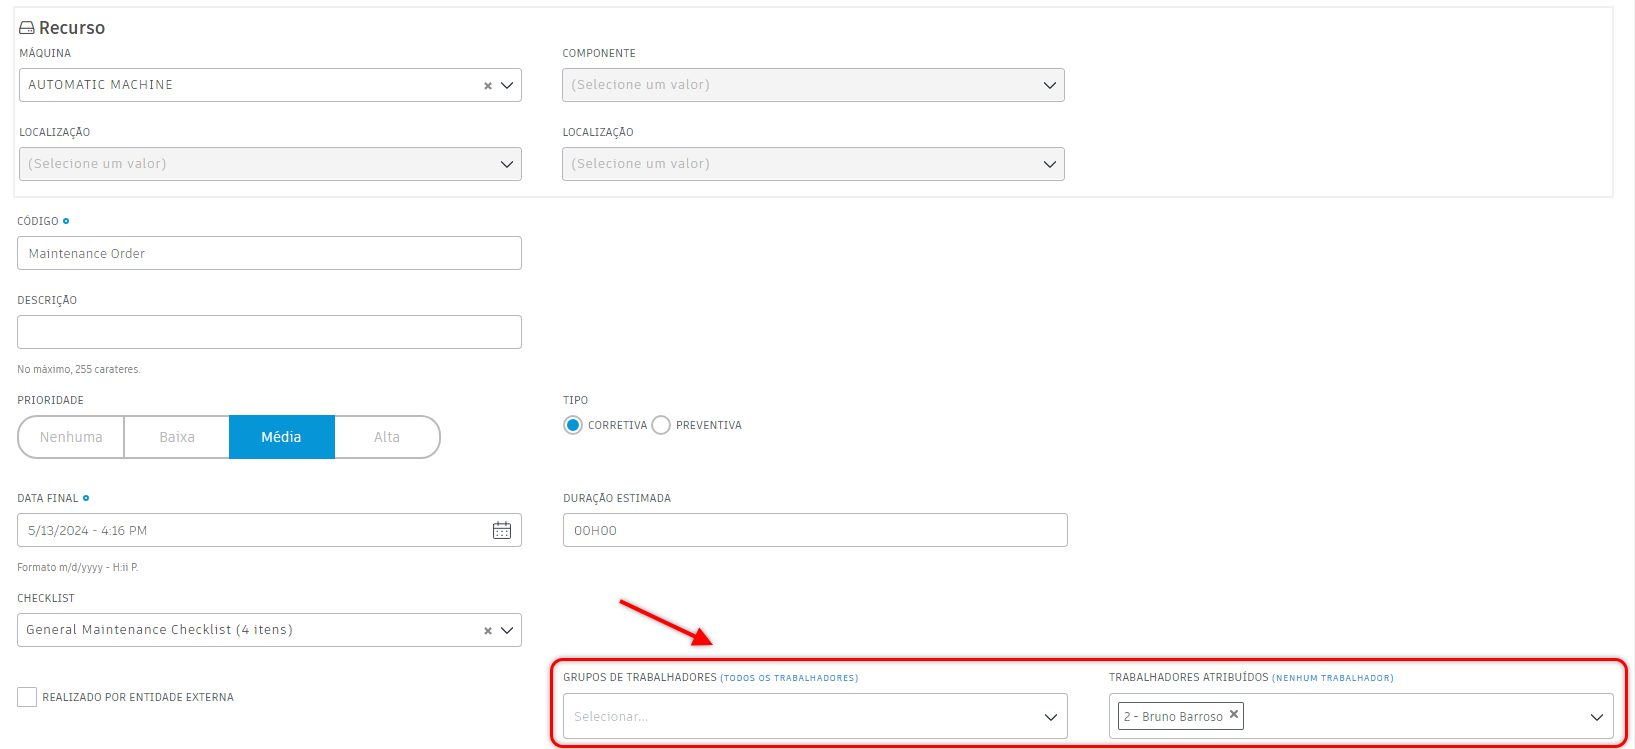 Recurso
MÁQUINA
COMPONENTE
AUTOMATIC MACHINE
(Selecione um valor)
LOCALIZAÇÃO
LOCALIZAÇÃO
(Selecione um valor)
(Selecione um valor)
CÓDIGO
Maintenance Order
DESCRIÇÃO
No máximo, 255 carateres.
PRIORIDADE
TIPO
Nenhuma Baixa Média Alta
CORRETIVA PREVENTIVA
DATA FINAL
DURAÇÃO ESTIMADA
5/13/2024 - 4:16 PM
00H00
Formato m/d/yyyy - H:ii P.
CHECKLIST
General Maintenance Checklist (4 itens)
GRUPOS DE TRABALHADORES (TODOS OS TRABALHADORES)
TRABALHADORES ATRIBUÍDOS (NENHUM TRABALHADOR)
REALIZADO POR ENTIDADE EXTERNA
Selecionar...
2 - Bruno Barroso